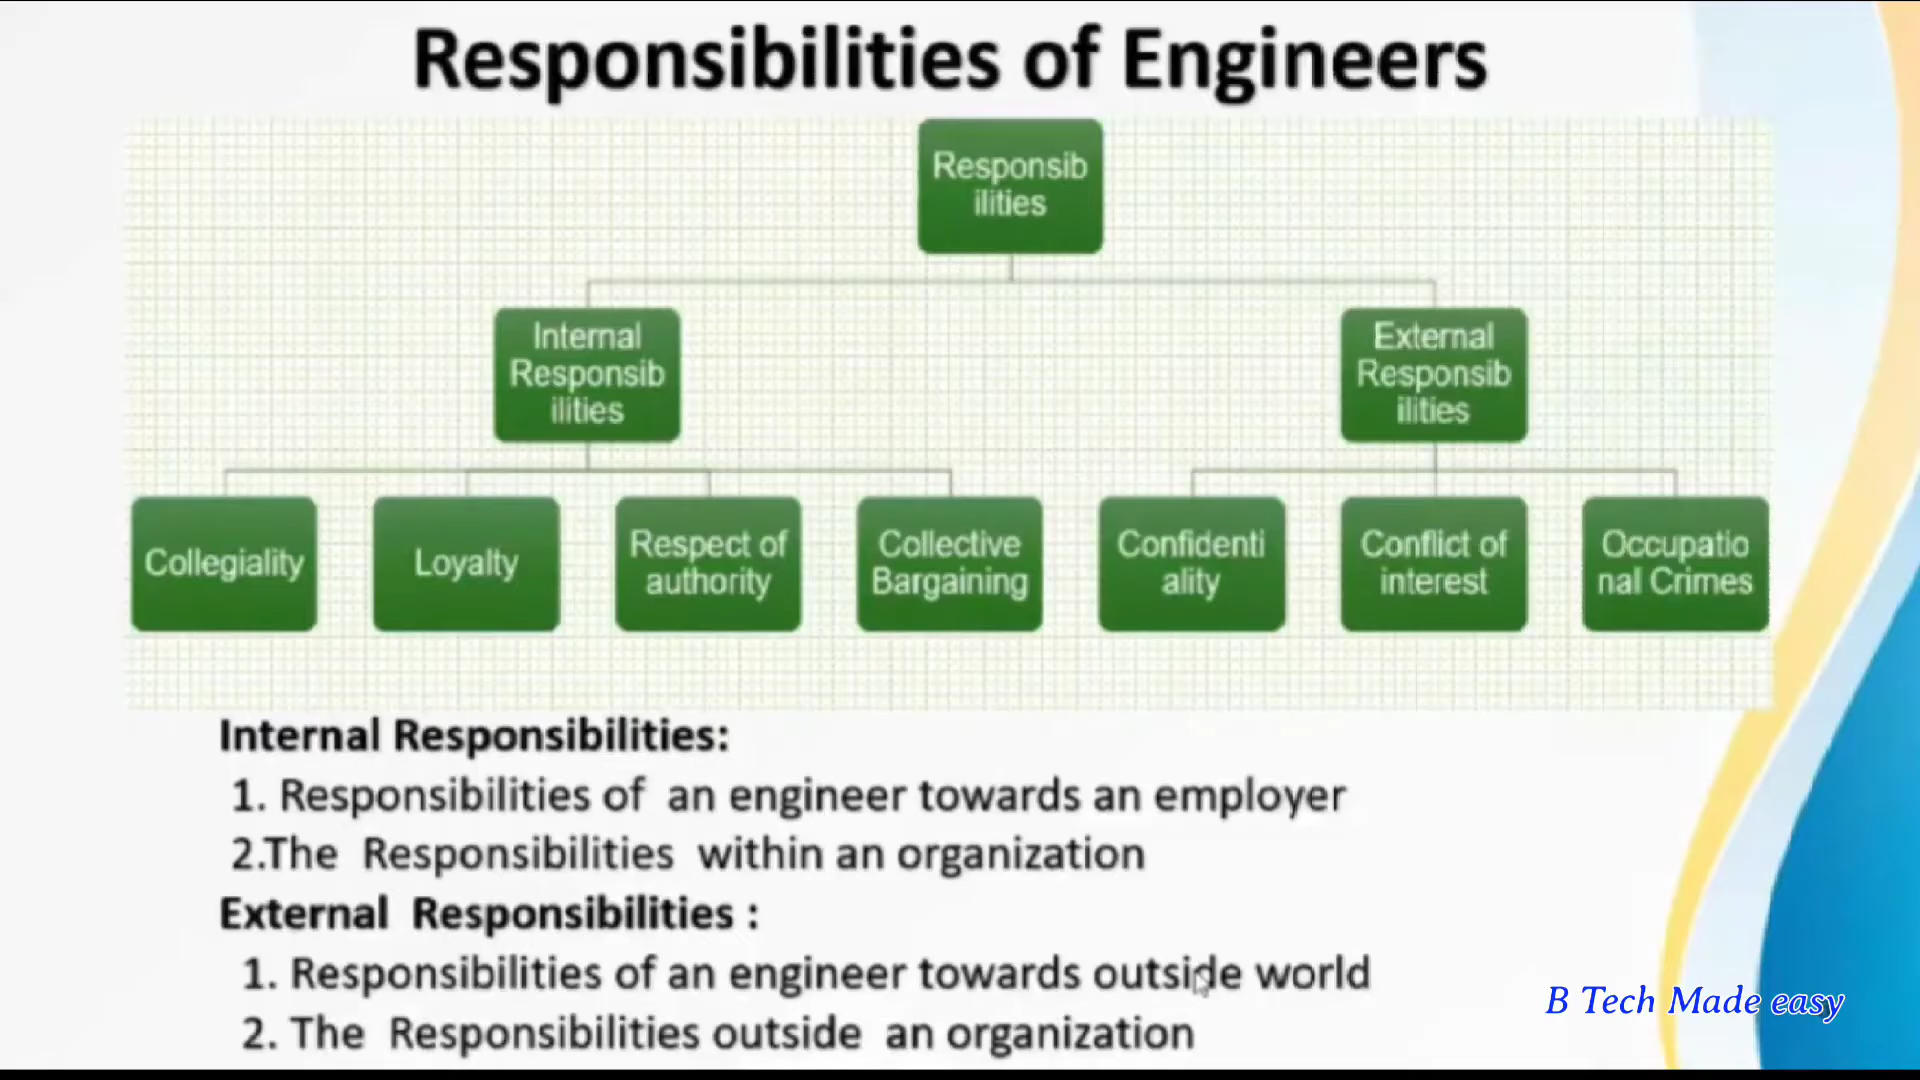 Responsibilities of Engineers
Responsib
ilities
Internal
Responsib
ilities
External
Responsib
ilities
Collegiality
Loyalty
Respect of
authority
Collective
Bargaining
Confidenti
ality
Conflict of
interest
Occupatio
nal Crimes
Internal Responsibilities:
1. Responsibilities of an engineer towards an employer
2.The Responsibilities within an organization
External Responsibilities :
1. Responsibilities of an engineer towards outside world
2. The Responsibilities outside an organization
B Tech Made easy